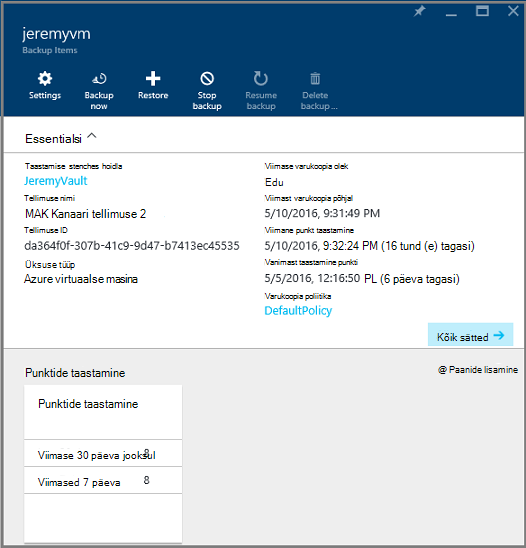 jeremyvm
Backup Items
Settings
Backup now
Restore
Stop backup
Resume backup
Delete backup ...
Essentialsi
Taastamise stenches hoidla
JeremyVault
Tellimuse nimi
MAK Kanaari tellimuse 2
Tellimuse ID
da364f0f-307b-41c9-9d47-b7413ec45535
Üksuse tüüp
Azure virtuaalse masina
Viimase varukoopia olek
Edu
Viimast varukoopia põhjal
5/10/2016, 9:31:49 PM
Viimane punkt taastamine
5/10/2016, 9:32:24 PM (16 tund (e) tagasi)
Vanimast taastamine punkti
5/5/2016, 12:16:50 PL (6 päeva tagasi)
Varukoopia poliitika
DefaultPolicy
Kõik sätted
Punktide taastamine
@ Paanide lisamine
Punktide taastamine
Viimase 30 päeva jooksul 8
Viimased 7 päeva 8